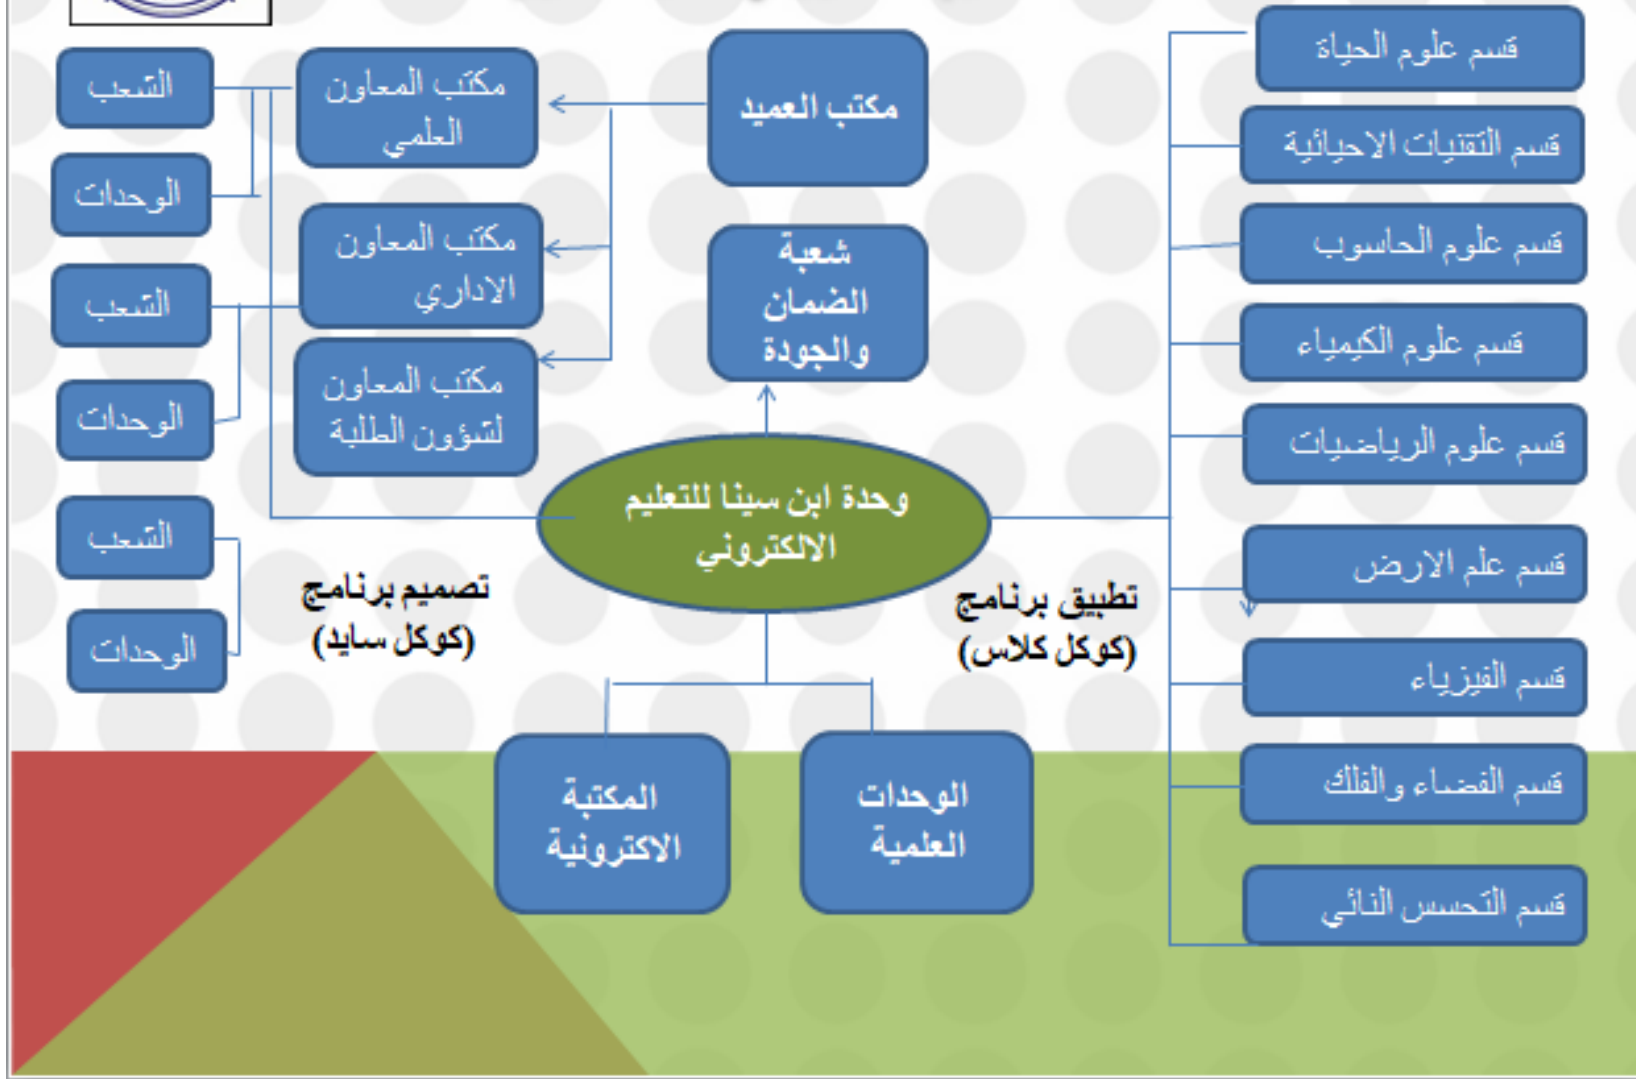 قسم علوم الحياة
قسم التقنيات الاحيائية
قسم علوم الحاسوب
قسم علوم الكيمياء
قسم علوم الرياضيات
قسم علم الارض
قسم الفيزياء
قسم الفضاء والفلك
قسم التحسس النائي
مكتب العميد
شعبة
الضمان
والجودة
وحدة ابن سينا للتعليم
الالكتروني
تطبيق برنامج
(كوكل كلاس)
تصميم برنامج
(كوكل سايد)
الوحدات
العلمية
المكتبة
الاكترونية
مكتب المعاون
العلمي
مكتب المعاون
الاداري
مكتب المعاون
لشؤون الطلبة
الشعب
الوحدات
الشعب
الوحدات
الشعب
الوحدات